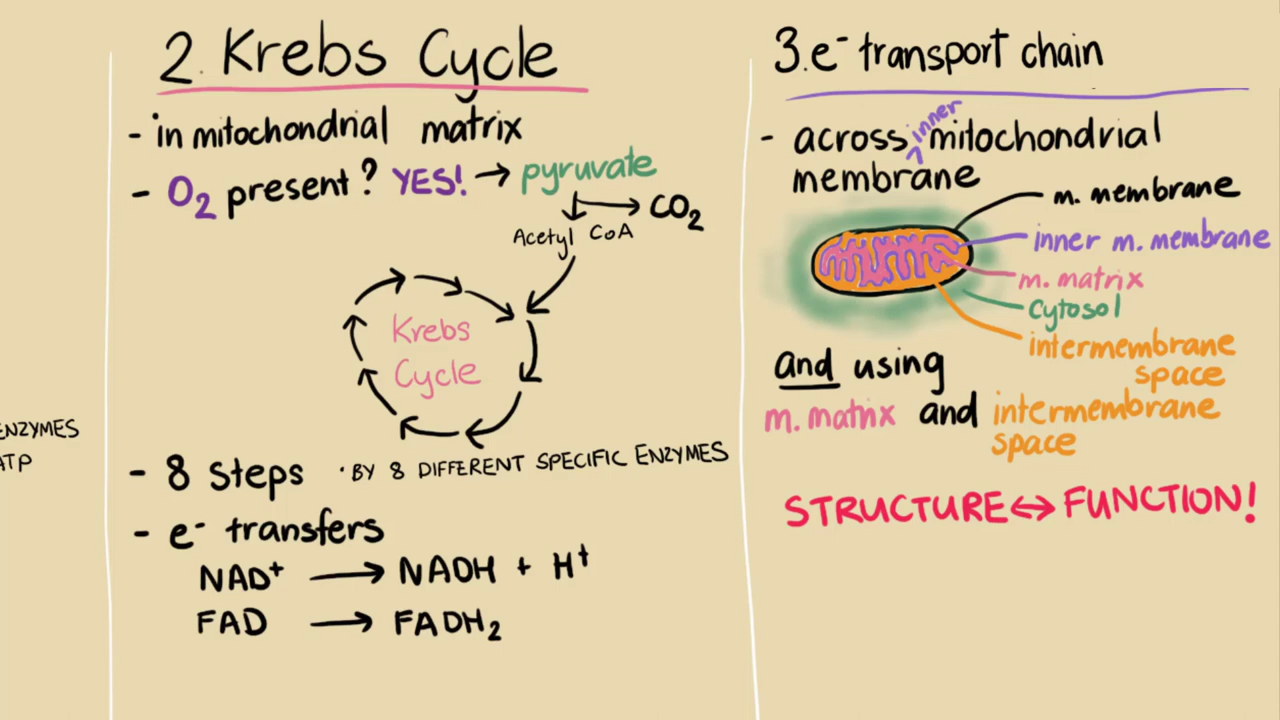 ENZYMES
ATP
2. Krebs Cycle
- in mitochondrial matrix
- O2 present? YES! → pyruvate
CO2
Acetyl CoA
Krebs
Cycle
- 8 steps · BY 8 DIFFERENT SPECIFIC ENZYMES
- e⁻ transfers
NAD⁺ → NADH + H⁺
FAD → FADH2
3. e⁻ transport chain
- across inner mitochondrial
membrane
m. membrane
inner m. membrane
m. matrix
cytosol
intermembrane
space
and using
m. matrix and intermembrane
space
STRUCTURE ↔ FUNCTION!